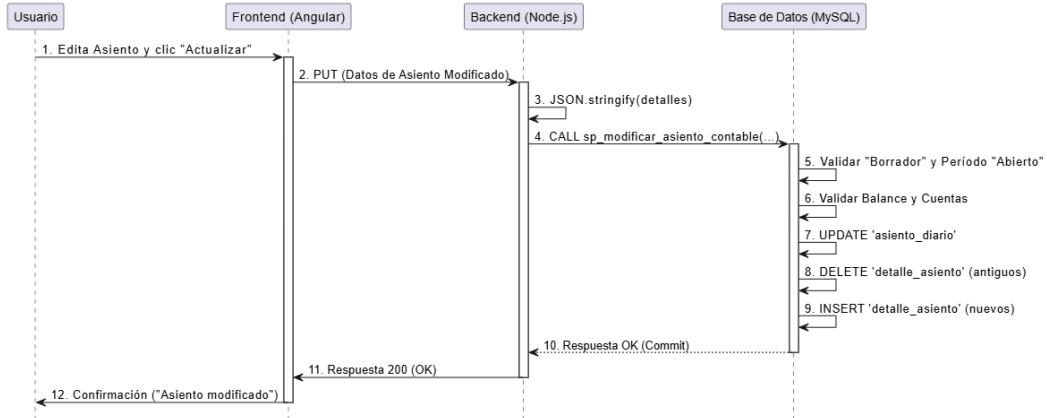 Usuario
Frontend (Angular)
Backend (Node.js)
Base de Datos (MySQL)
1. Edita Asiento y clic "Actualizar"
2. PUT (Datos de Asiento Modificado)
3. JSON.stringify(detalles)
4. CALL sp_modificar_asiento_contable(...)
5. Validar "Borrador" y Período "Abierto"
6. Validar Balance y Cuentas
7. UPDATE 'asiento_diario'
8. DELETE 'detalle_asiento' (antiguos)
9. INSERT 'detalle_asiento' (nuevos)
10. Respuesta OK (Commit)
11. Respuesta 200 (OK)
12. Confirmación ("Asiento modificado")